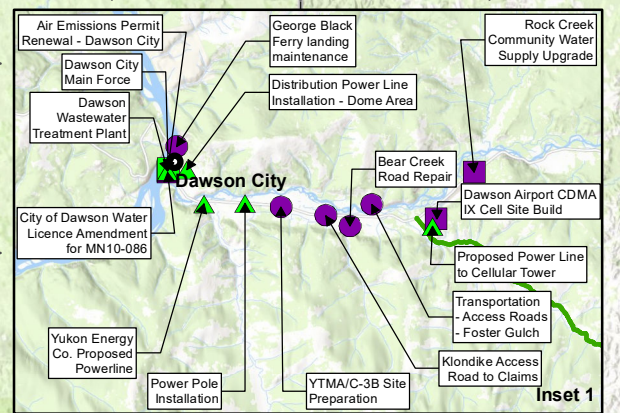 Air Emissions Permit
Renewal - Dawson City
George Black
Ferry landing
maintenance
Rock Creek
Community Water
Supply Upgrade
Dawson City
Main Force
Distribution Power Line
Installation - Dome Area
Dawson
Wastewater
Treatment Plant
Bear Creek
Road Repair
Dawson City
Dawson Airport CDMA
IX Cell Site Build
City of Dawson Water
Licence Amendment
for MN10-086
Proposed Power Line
to Cellular Tower
Transportation
- Access Roads
- Foster Gulch
Yukon Energy
Co. Proposed
Powerline
Klondike Access
Road to Claims
Power Pole
Installation
YTMA/C-3B Site
Preparation
Inset 1